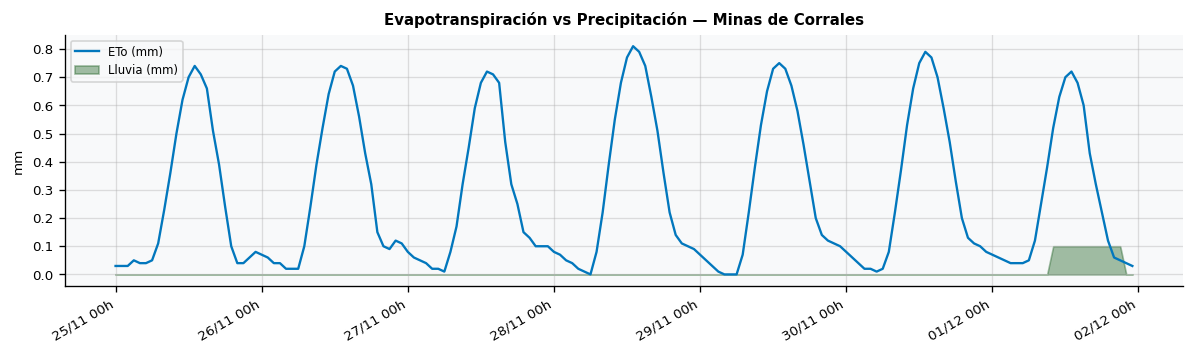 Evapotranspiración vs Precipitación — Minas de Corrales
ETo (mm)
Lluvia (mm)
mm
0.8
0.7
0.6
0.5
0.4
0.3
0.2
0.1
0.0
25/11 00h
26/11 00h
27/11 00h
28/11 00h
29/11 00h
30/11 00h
01/12 00h
02/12 00h